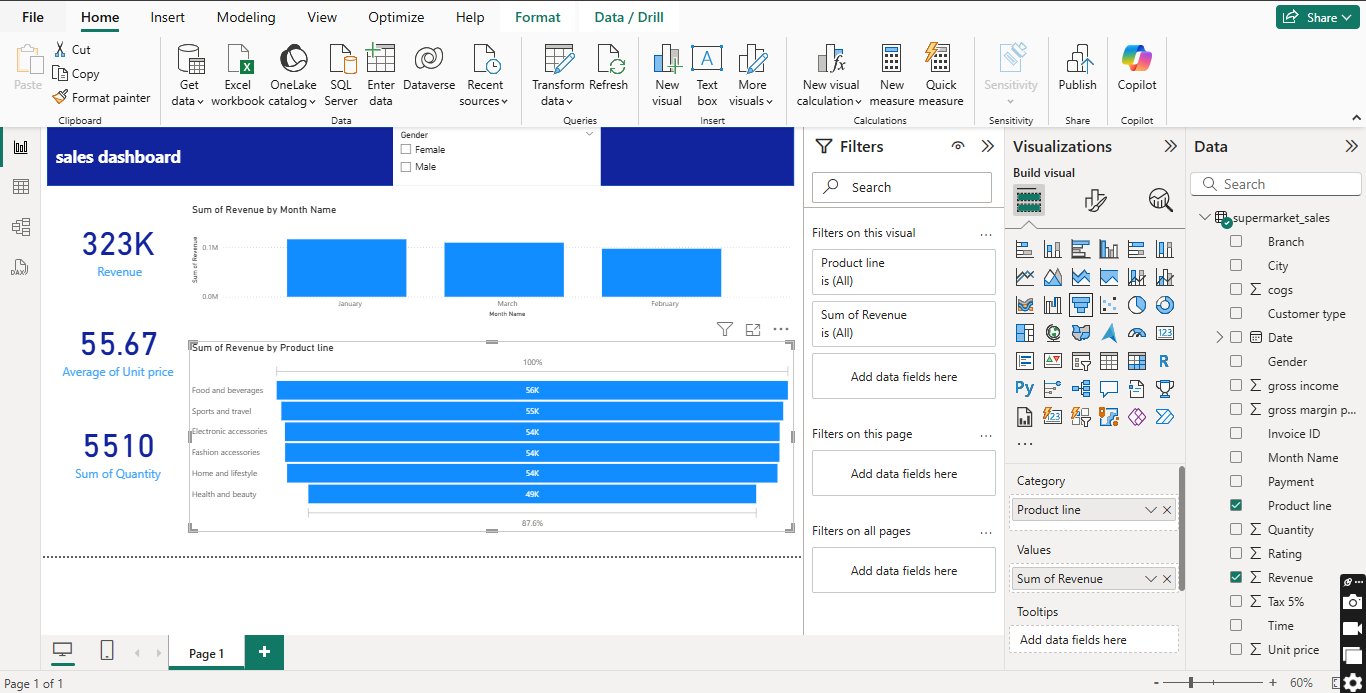 File Home Insert Modeling View Optimize Help Format Data / Drill Share
Paste
Cut
Copy
Format painter
Clipboard
Get data
Excel workbook
OneLake catalog
SQL Server
Enter data
Dataverse
Recent sources
Data
Transform data
Refresh
Queries
New visual
Text box
More visuals
Insert
New visual calculation
New measure
Quick measure
Calculations
Sensitivity
Sensitivity
Publish
Share
Copilot
Copilot
sales dashboard
Gender
Female
Male
323K
Revenue
55.67
Average of Unit price
5510
Sum of Quantity
Sum of Revenue by Month Name
Sum of Revenue
0.1M
0.0M
January March February
Month Name
Sum of Revenue by Product line
100%
Food and beverages 56K
Sports and travel 55K
Electronic accessories 54K
Fashion accessories 54K
Home and lifestyle 54K
Health and beauty 49K
87.6%
Filters
Search
Filters on this visual
Product line
is (All)
Sum of Revenue
is (All)
Add data fields here
Filters on this page
Add data fields here
Filters on all pages
Add data fields here
Visualizations
Build visual
123
R
Py
123
Category
Product line
Values
Sum of Revenue
Tooltips
Add data fields here
Data
Search
supermarket_sales
Branch
City
∑ cogs
Customer type
Date
Gender
∑ gross income
∑ gross margin p...
Invoice ID
Month Name
Payment
Product line
∑ Quantity
∑ Rating
∑ Revenue
∑ Tax 5%
Time
∑ Unit price
Page 1
Page 1 of 1
- + 60%